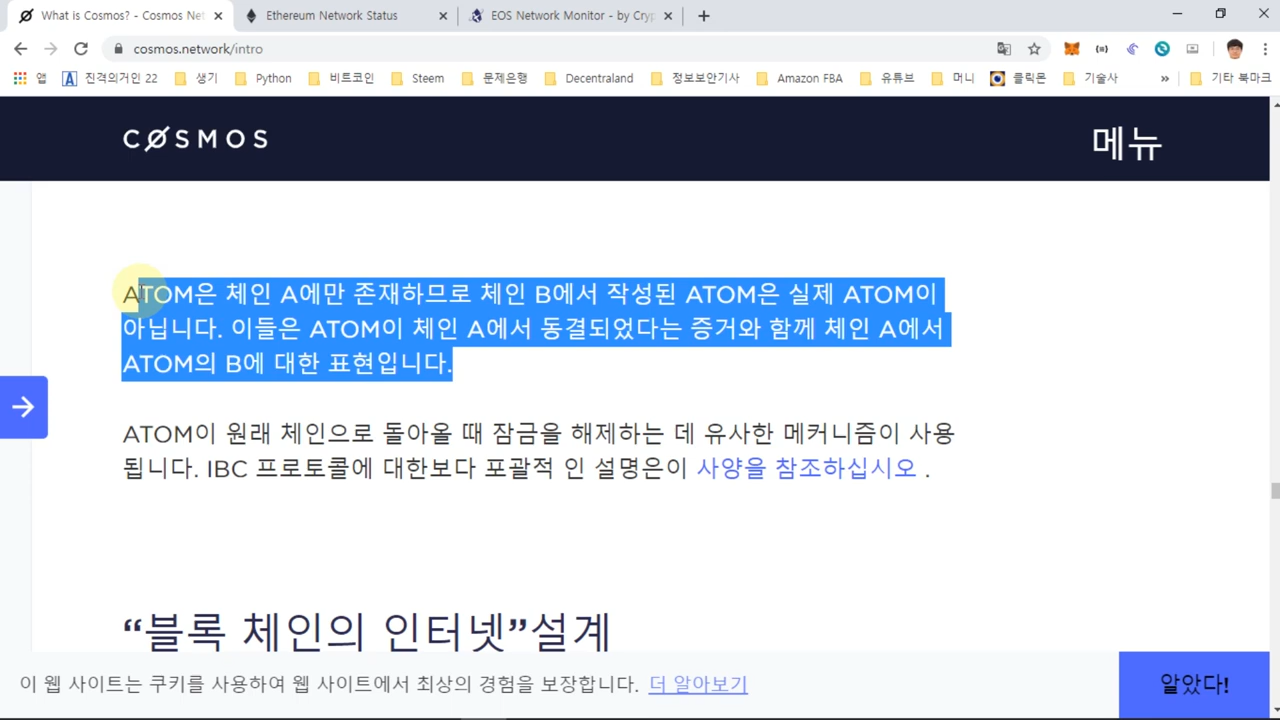 What is Cosmos? - Cosmos Net
Ethereum Network Status
EOS Network Monitor - by Cryp
cosmos.network/intro
앱
진격의거인 22
생기
Python
비트코인
Steem
문제은행
Decentraland
정보보안기사
Amazon FBA
유튜브
머니
클릭몬
기술사
기타 북마크
COSMOS
메뉴
ATOM은 체인 A에만 존재하므로 체인 B에서 작성된 ATOM은 실제 ATOM이
아닙니다. 이들은 ATOM이 체인 A에서 동결되었다는 증거와 함께 체인 A에서
ATOM의 B에 대한 표현입니다.
ATOM이 원래 체인으로 돌아올 때 잠금을 해제하는 데 유사한 메커니즘이 사용
됩니다. IBC 프로토콜에 대한보다 포괄적 인 설명은이 사양을 참조하십시오 .
“블록 체인의 인터넷”설계
이 웹 사이트는 쿠키를 사용하여 웹 사이트에서 최상의 경험을 보장합니다. 더 알아보기
알았다!